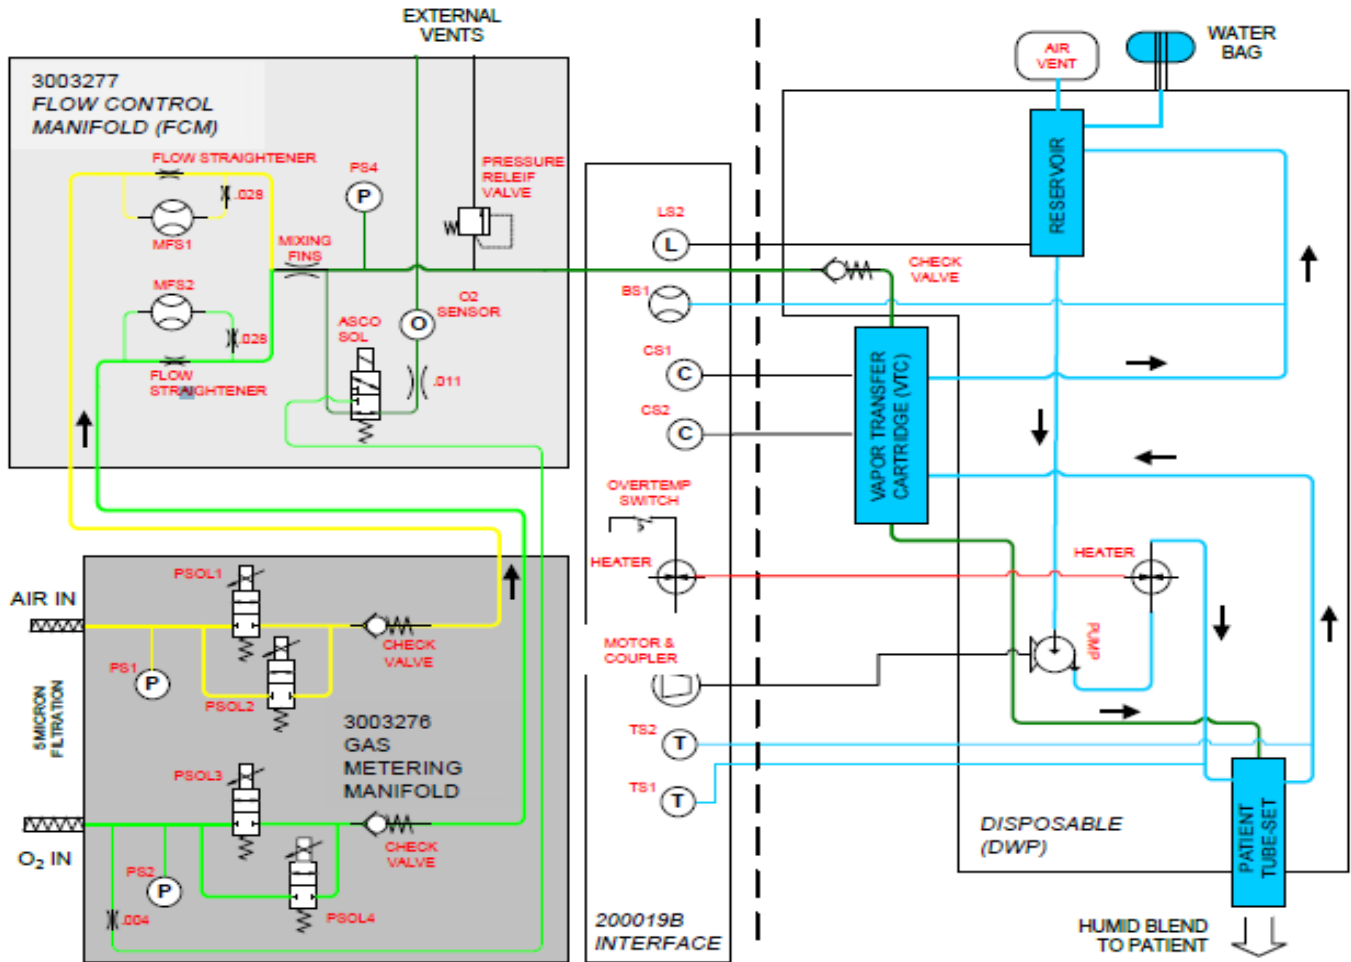 EXTERNAL
VENTS
3003277
FLOW CONTROL
MANIFOLD (FCM)
FLOW STRAIGHTENER
.028
MFS1
MFS2
.028
FLOW
STRAIGHTENER
MIXING
FINS
PS4
P
PRESSURE
RELEIF
VALVE
W
ASCO
SOL
O2
SENSOR
O
.011
AIR IN
5 MICRON
FILTRATION
O2 IN
PSOL1
PSOL2
PS1
P
CHECK
VALVE
3003276
GAS
METERING
MANIFOLD
PSOL3
PSOL4
PS2
P
.004
CHECK
VALVE
LS2
L
BS1
CS1
C
CS2
C
OVERTEMP
SWITCH
HEATER
MOTOR &
COUPLER
TS2
T
TS1
T
200019B
INTERFACE
AIR
VENT
WATER
BAG
RESERVOIR
CHECK
VALVE
VAPOR TRANSFER
CARTRIDGE (VTC)
HEATER
PUMP
DISPOSABLE
(DWP)
PATIENT
TUBE-SET
HUMID BLEND
TO PATIENT